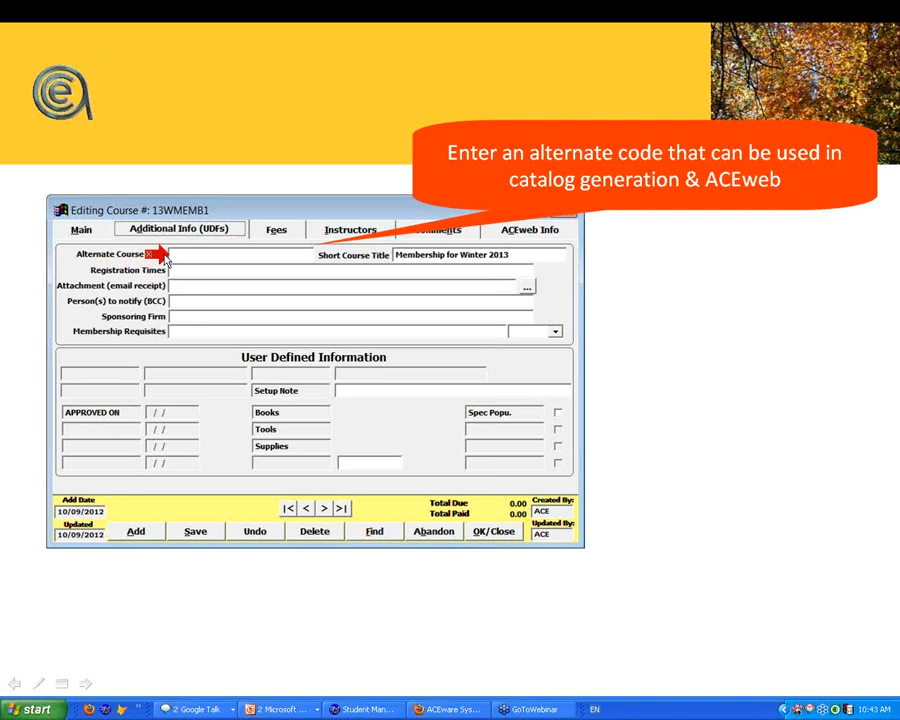 Enter an alternate code that can be used in
catalog generation & ACEweb
Editing Course #: 13WMEMB1
Main
Additional Info (UDFs)
Fees
Instructors
ACEweb Info
Alternate Course
Short Course Title
Membership for Winter 2013
Registration Times
Attachment (email receipt)
...
Person(s) to notify (BCC)
Sponsoring Firm
Membership Requisites
User Defined Information
Setup Note
APPROVED ON
/ /
Books
Spec Popu.
/ /
Tools
/ /
Supplies
/ /
Add Date
10/09/2012
|< < > >|
Total Due 0.00
Total Paid 0.00
Created By:
ACE
Updated
10/09/2012
Add
Save
Undo
Delete
Find
Abandon
OK/Close
Updated By:
ACE
start
2 Google Talk
2 Microsoft ...
Student Man...
ACEware Sys...
GoToWebinar
EN
10:43 AM